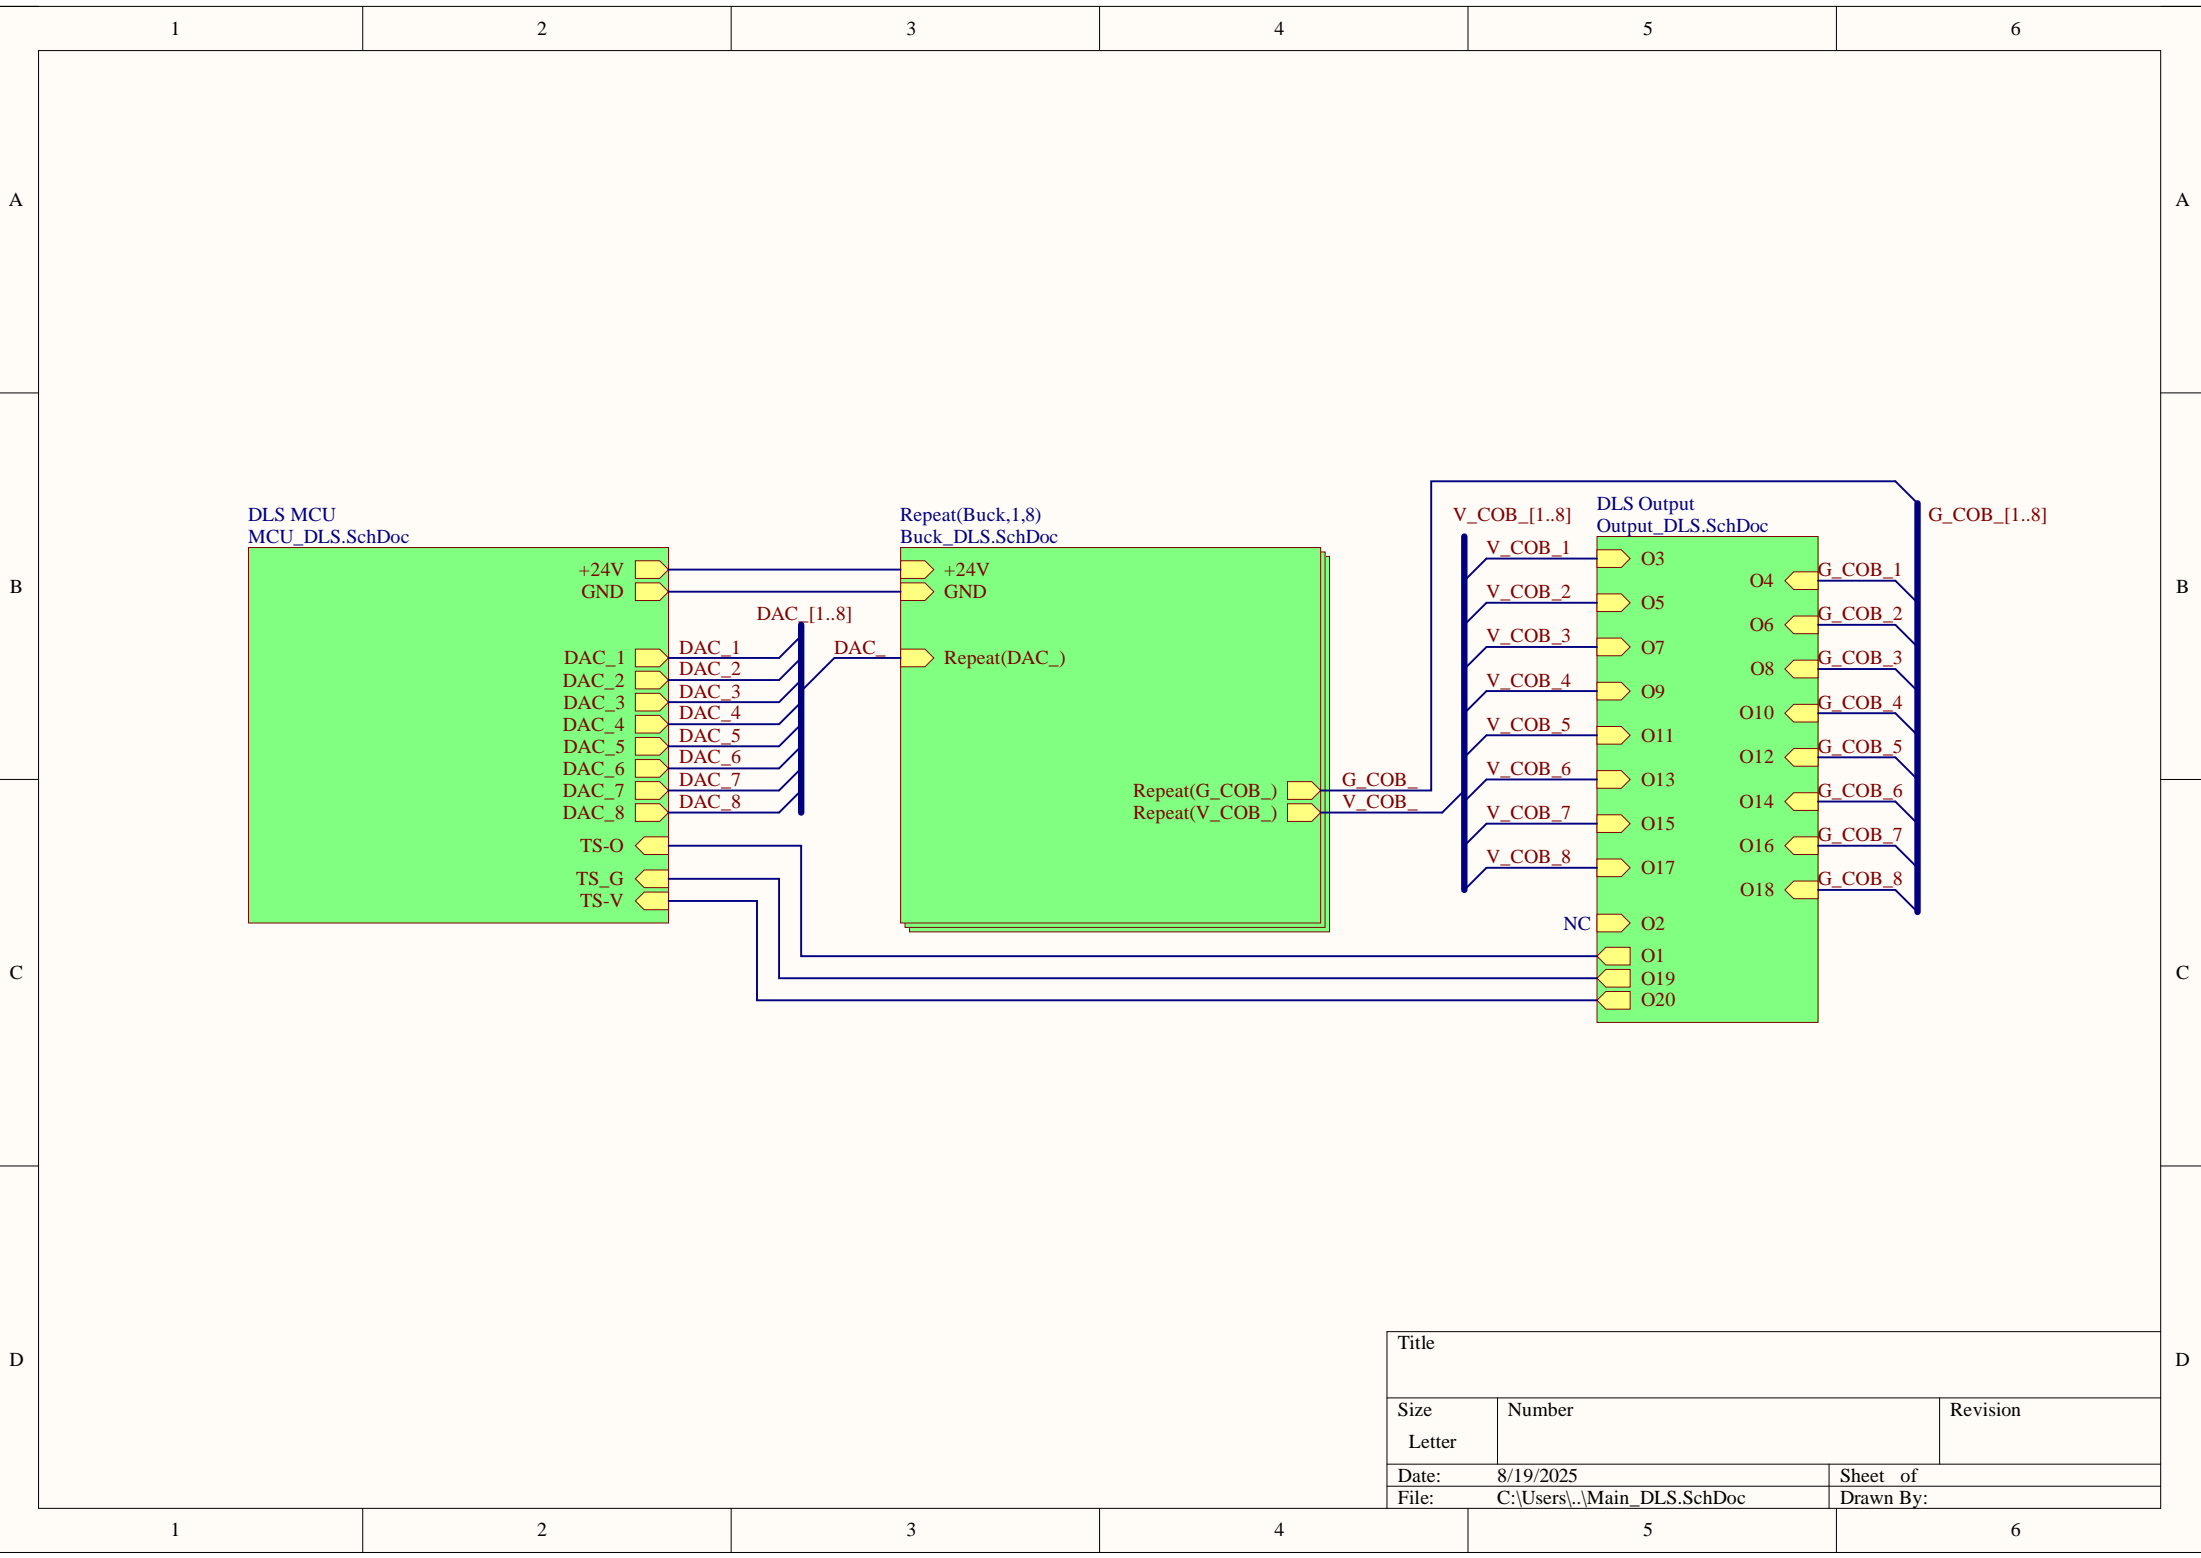 1 2 3 4 5 6
A A
B B
C C
D D
DLS MCU
MCU_DLS.SchDoc
+24V
GND
DAC_1
DAC_2
DAC_3
DAC_4
DAC_5
DAC_6
DAC_7
DAC_8
TS-O
TS_G
TS-V
DAC_[1..8]
DAC_1
DAC_2
DAC_3
DAC_4
DAC_5
DAC_6
DAC_7
DAC_8
DAC_
Repeat(Buck,1,8)
Buck_DLS.SchDoc
+24V
GND
Repeat(DAC_)
Repeat(G_COB_)
Repeat(V_COB_)
G_COB_
V_COB_
V_COB_[1..8]
V_COB_1
V_COB_2
V_COB_3
V_COB_4
V_COB_5
V_COB_6
V_COB_7
V_COB_8
NC
DLS Output
Output_DLS.SchDoc
O3
O5
O7
O9
O11
O13
O15
O17
O2
O1
O19
O20
O4
O6
O8
O10
O12
O14
O16
O18
G_COB_1
G_COB_2
G_COB_3
G_COB_4
G_COB_5
G_COB_6
G_COB_7
G_COB_8
G_COB_[1..8]
Title
Size Number Revision
Letter
Date: 8/19/2025 Sheet of
File: C:\Users\..\Main_DLS.SchDoc Drawn By:
1 2 3 4 5 6